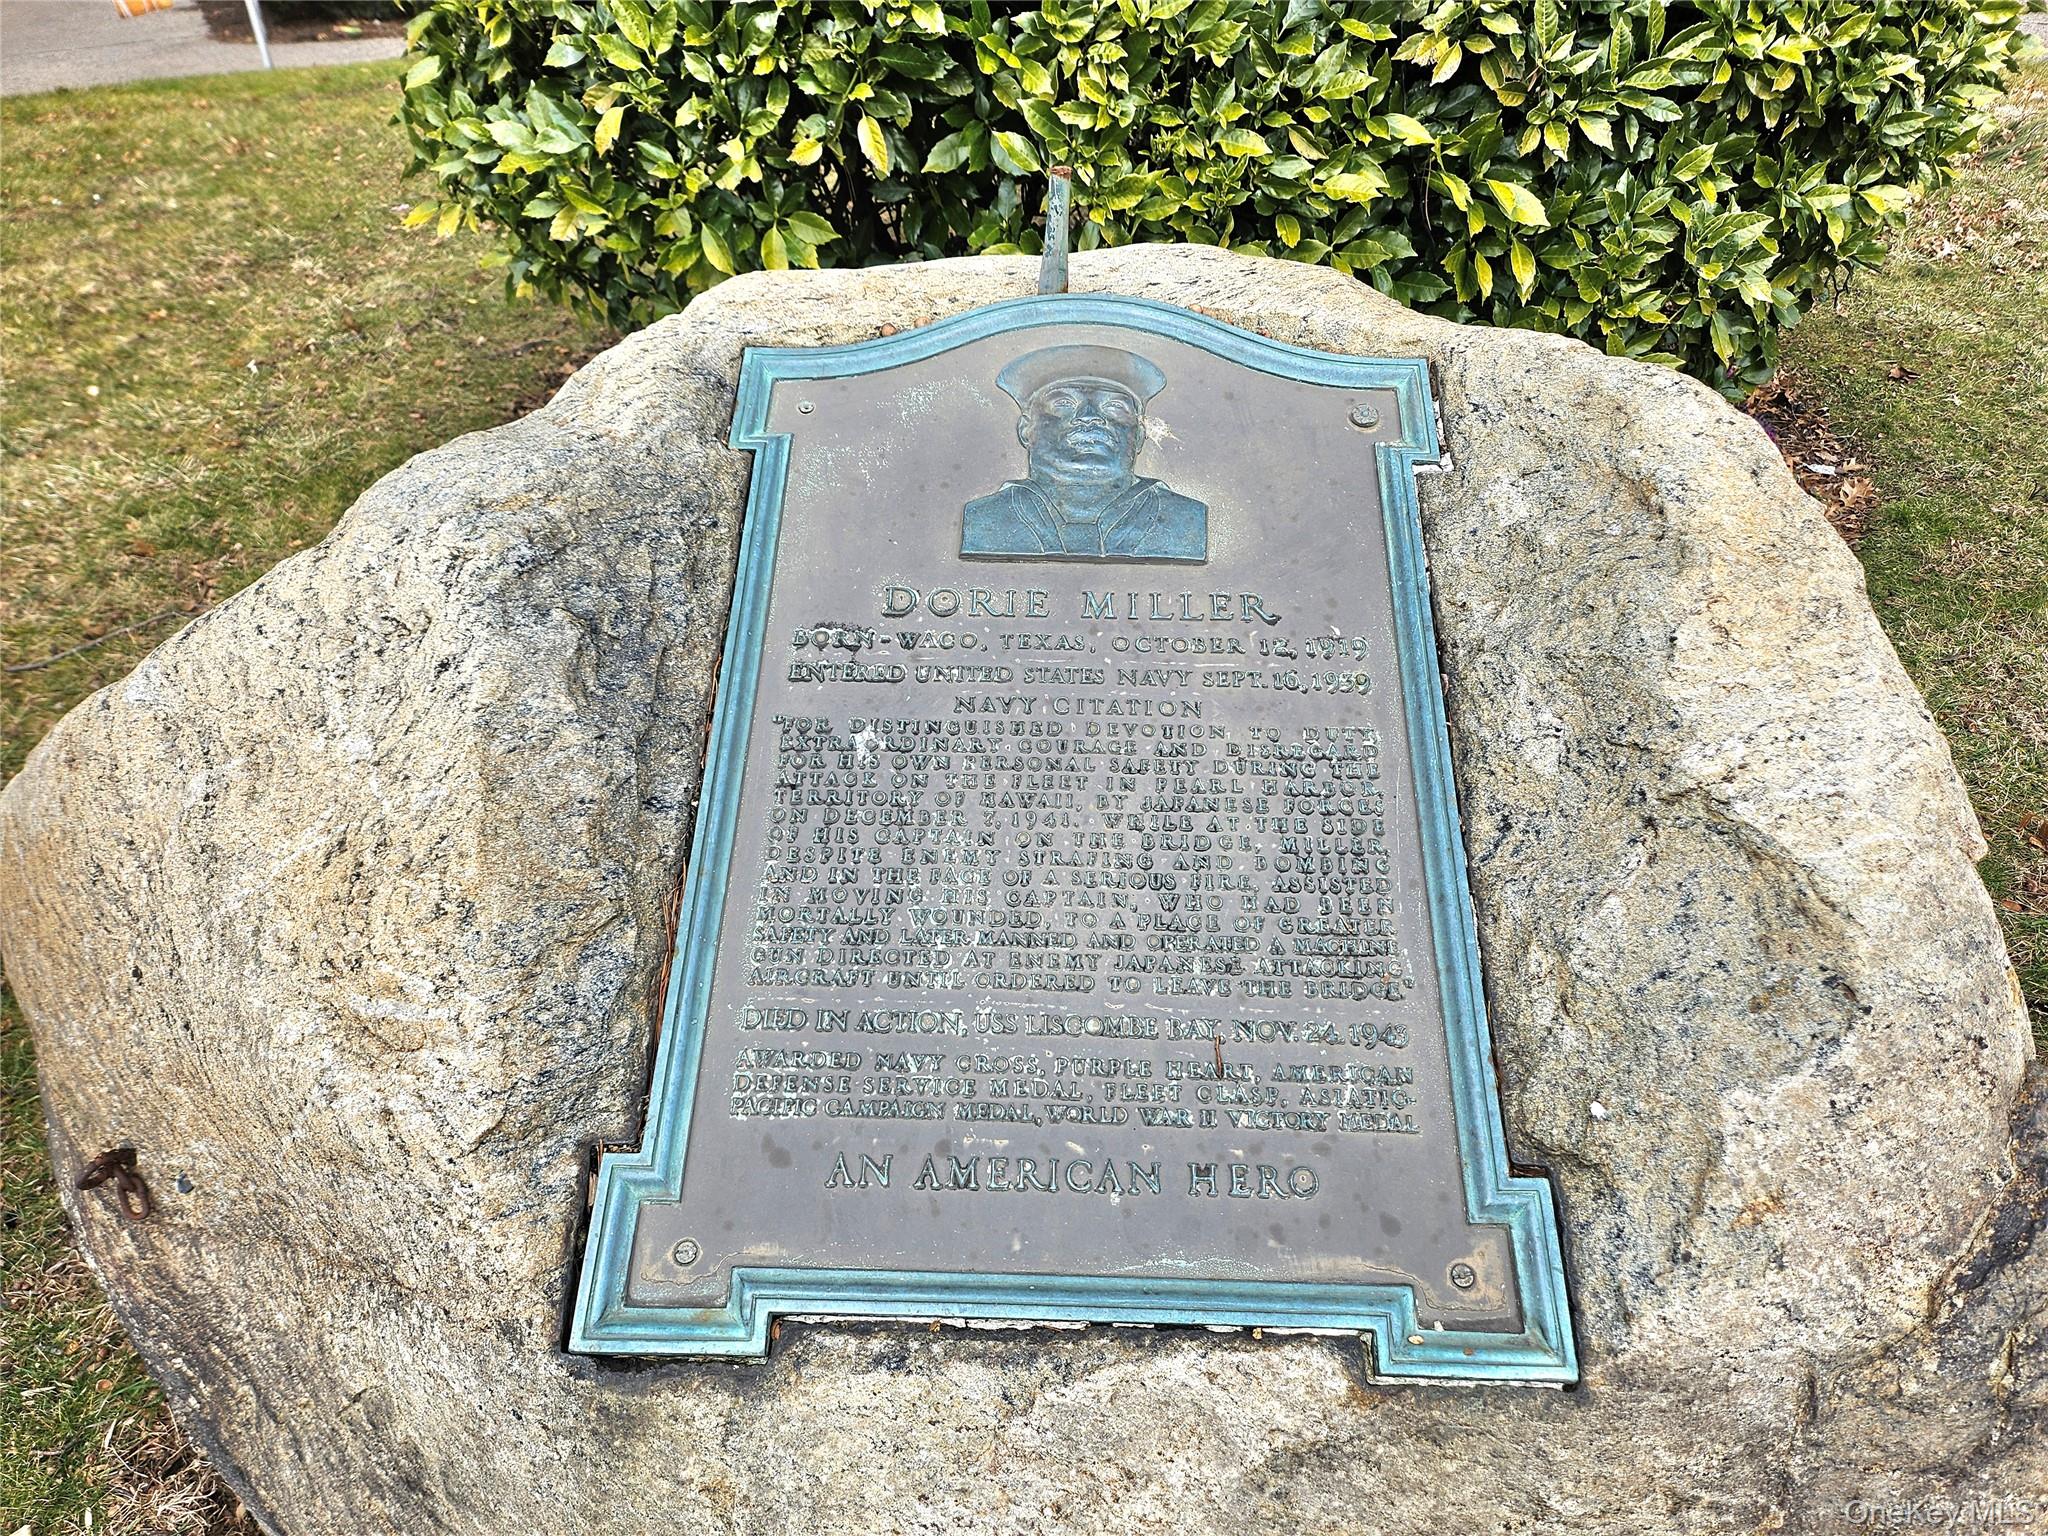 DORIE MILLER
BORN - WACO, TEXAS, OCTOBER 12, 1919
ENTERED UNITED STATES NAVY SEPT. 16, 1939
NAVY CITATION
"FOR DISTINGUISHED DEVOTION TO DUTY
EXTRAORDINARY COURAGE AND DISREGARD
FOR HIS OWN PERSONAL SAFETY DURING THE
ATTACK ON THE FLEET IN PEARL HARBOR,
TERRITORY OF HAWAII, BY JAPANESE FORCES
ON DECEMBER 7, 1941. WHILE AT THE SIDE
OF HIS CAPTAIN ON THE BRIDGE, MILLER
DESPITE ENEMY STRAFING AND BOMBING
AND IN THE FACE OF A SERIOUS FIRE, ASSISTED
IN MOVING HIS CAPTAIN, WHO HAD BEEN
MORTALLY WOUNDED, TO A PLACE OF GREATER
SAFETY AND LATER MANNED AND OPERATED A MACHINE
GUN DIRECTED AT ENEMY JAPANESE ATTACKING
AIRCRAFT UNTIL ORDERED TO LEAVE THE BRIDGE."
DIED IN ACTION, USS LISCOMBE BAY, NOV. 24, 1943
AWARDED NAVY CROSS, PURPLE HEART, AMERICAN
DEFENSE SERVICE MEDAL, FLEET CLASP, ASIATIC-
PACIFIC CAMPAIGN MEDAL, WORLD WAR II VICTORY MEDAL
AN AMERICAN HERO
OneKey MLS